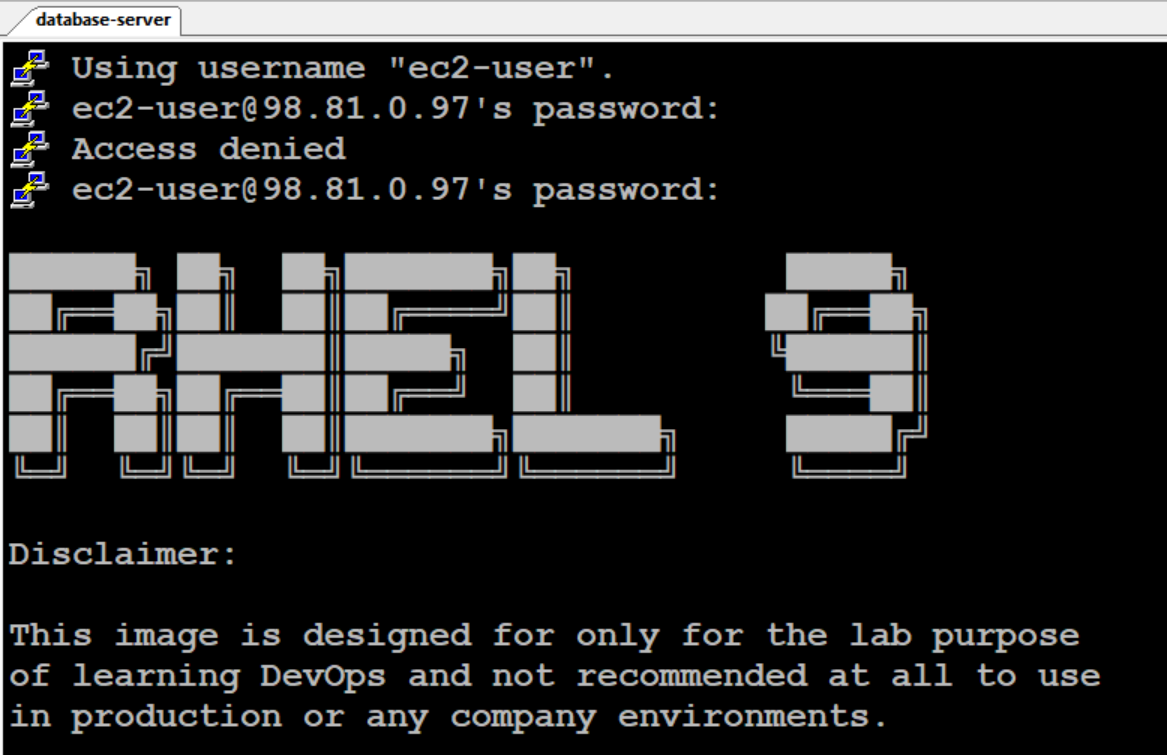 database-server
Using username "ec2-user".
ec2-user@98.81.0.97's password:
Access denied
ec2-user@98.81.0.97's password:
RHEL 9
Disclaimer:
This image is designed for only for the lab purpose
of learning DevOps and not recommended at all to use
in production or any company environments.